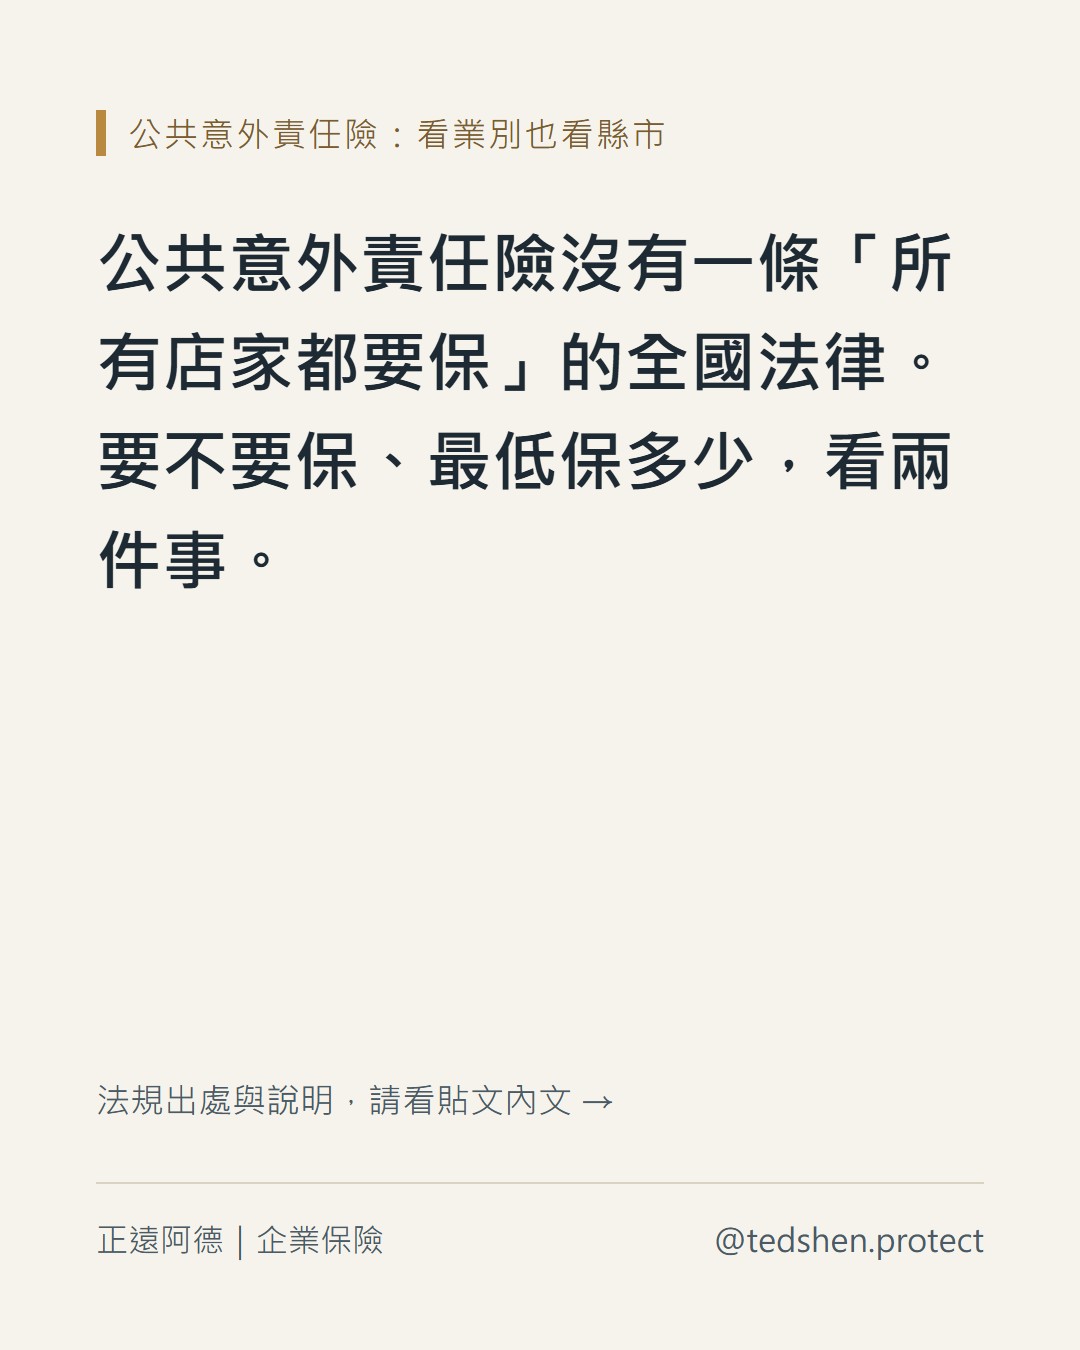 公共意外責任險：看業別也看縣市
公共意外責任險沒有一條「所
有店家都要保」的全國法律。
要不要保、最低保多少，看兩
件事。
法規出處與說明，請看貼文內文 →
正遠阿德｜企業保險
@tedshen.protect